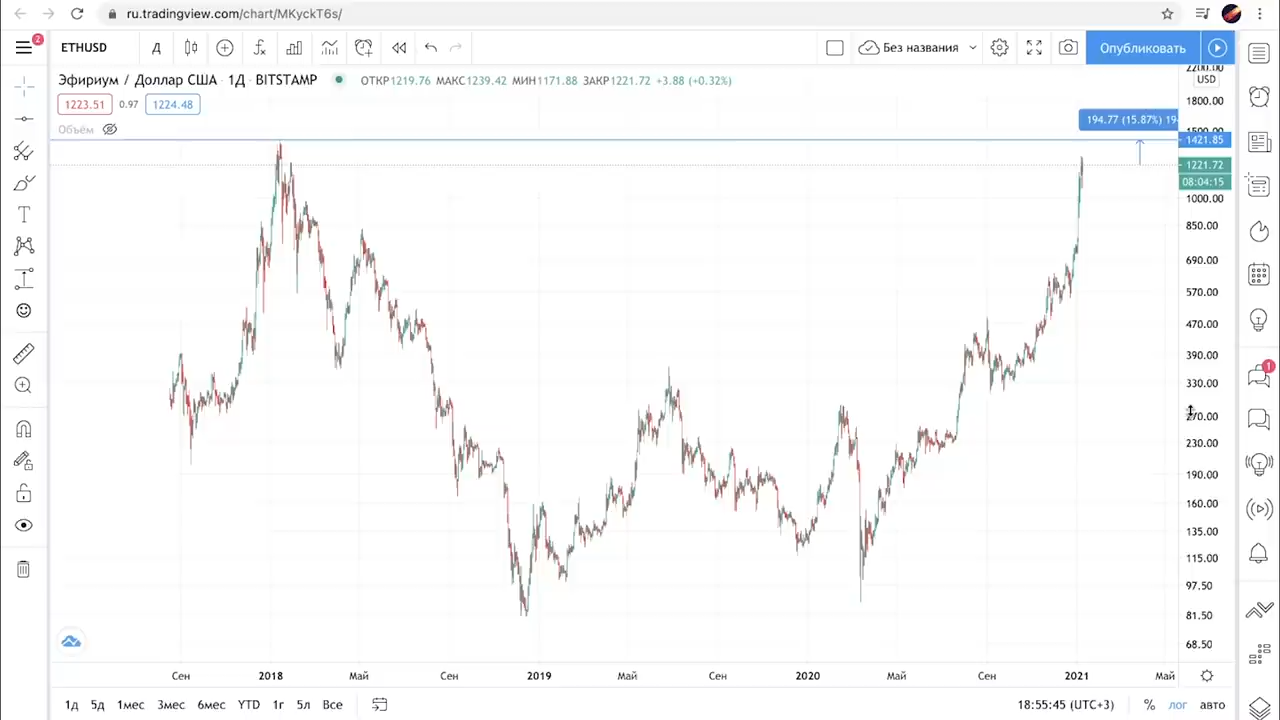 ru.tradingview.com/chart/MKyckT6s/
2
ETHUSD
Д
Без названия
Опубликовать
Эфириум / Доллар США · 1Д · BITSTAMP
ОТКР1219.76 МАКС1239.42 МИН1171.88 ЗАКР1221.72 +3.88 (+0.32%)
USD
1223.51 0.97 1224.48
Объём
1800.00
194.77 (15.87%)
1421.85
1221.72
08:04:15
1000.00
850.00
690.00
570.00
470.00
390.00
330.00
270.00
230.00
190.00
160.00
135.00
115.00
97.50
81.50
68.50
1
Сен 2018 Май Сен 2019 Май Сен 2020 Май Сен 2021 Май
1д 5д 1мес 3мес 6мес YTD 1г 5л Все
18:55:45 (UTC+3) % лог авто